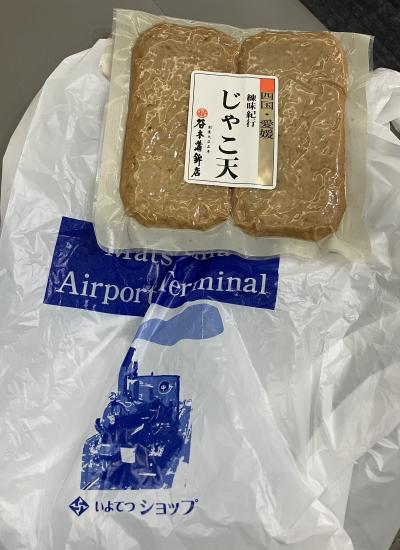 四国・愛媛
練味紀行
じゃこ天
谷本蒲鉾店
Matsuyama
Airport Terminal
いよてつショップ